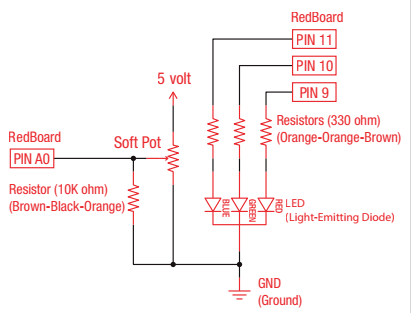 RedBoard
PIN 11
PIN 10
PIN 9
5 volt
Resistors (330 ohm)
(Orange-Orange-Brown)
RedBoard
Soft Pot
PIN A0
Resistor (10K ohm)
(Brown-Black-Orange)
BLUE
GREEN
RED
LED
(Light-Emitting Diode)
GND
(Ground)